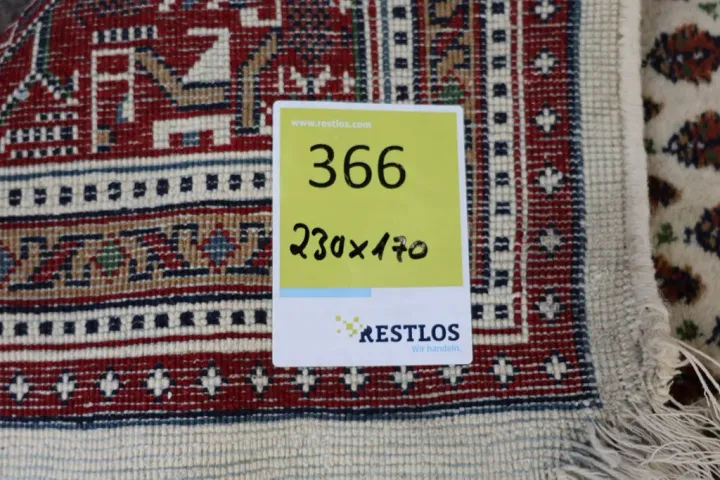 www.restlos.com
366
230x170
RESTLOS
Wir handeln.